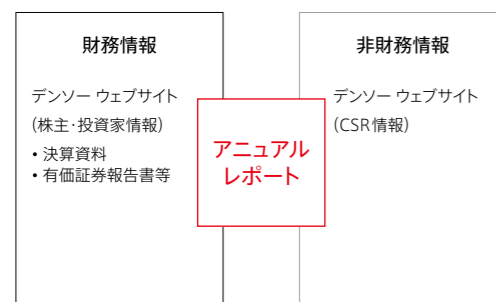 財務情報
デンソー ウェブサイト
(株主・投資家情報)
• 決算資料
• 有価証券報告書等
アニュアル
レポート
非財務情報
デンソー ウェブサイト
(CSR情報)